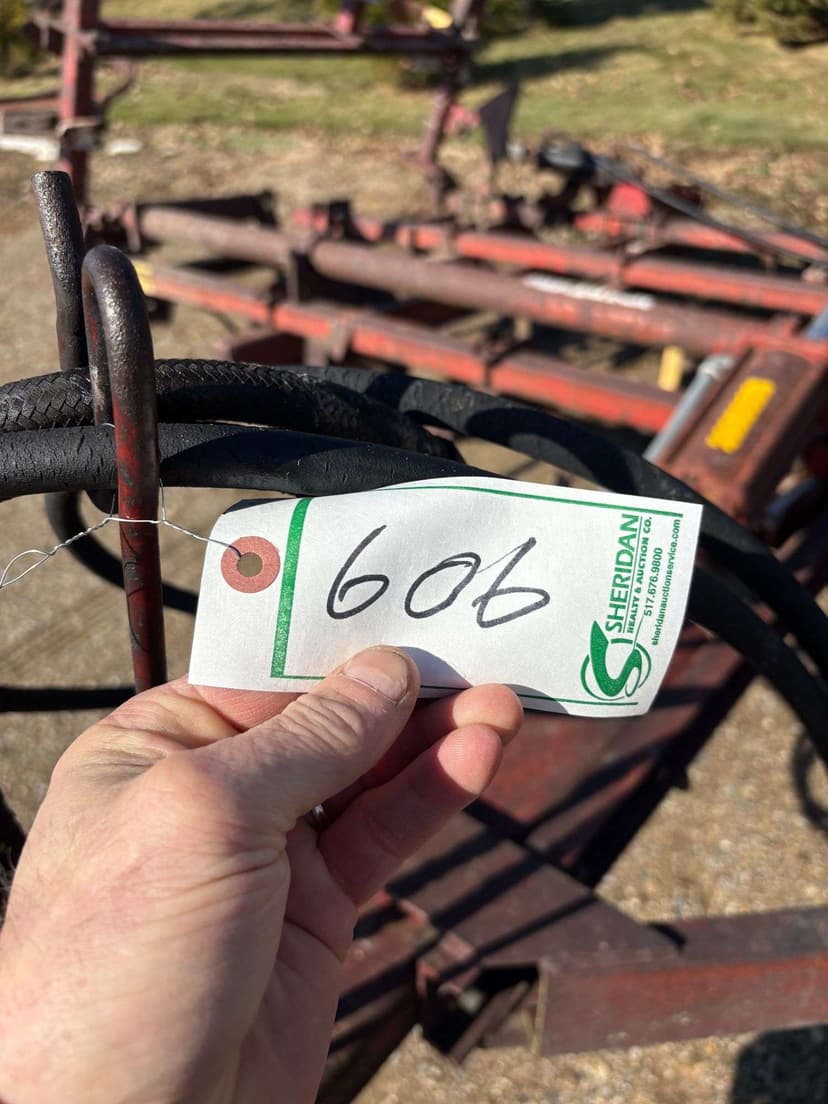 606
SHERIDAN
REALTY & AUCTION CO.
517.676.9800
sheridanauctionservice.com